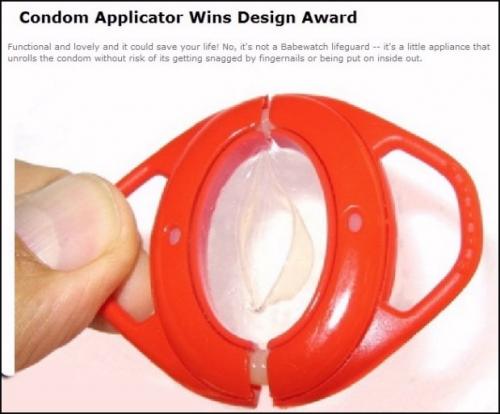 Condom Applicator Wins Design Award
Functional and lovely and it could save your life! No, it's not a Babewatch lifeguard -- it's a little appliance that
unrolls the condom without risk of its getting snagged by fingernails or being put on inside out.